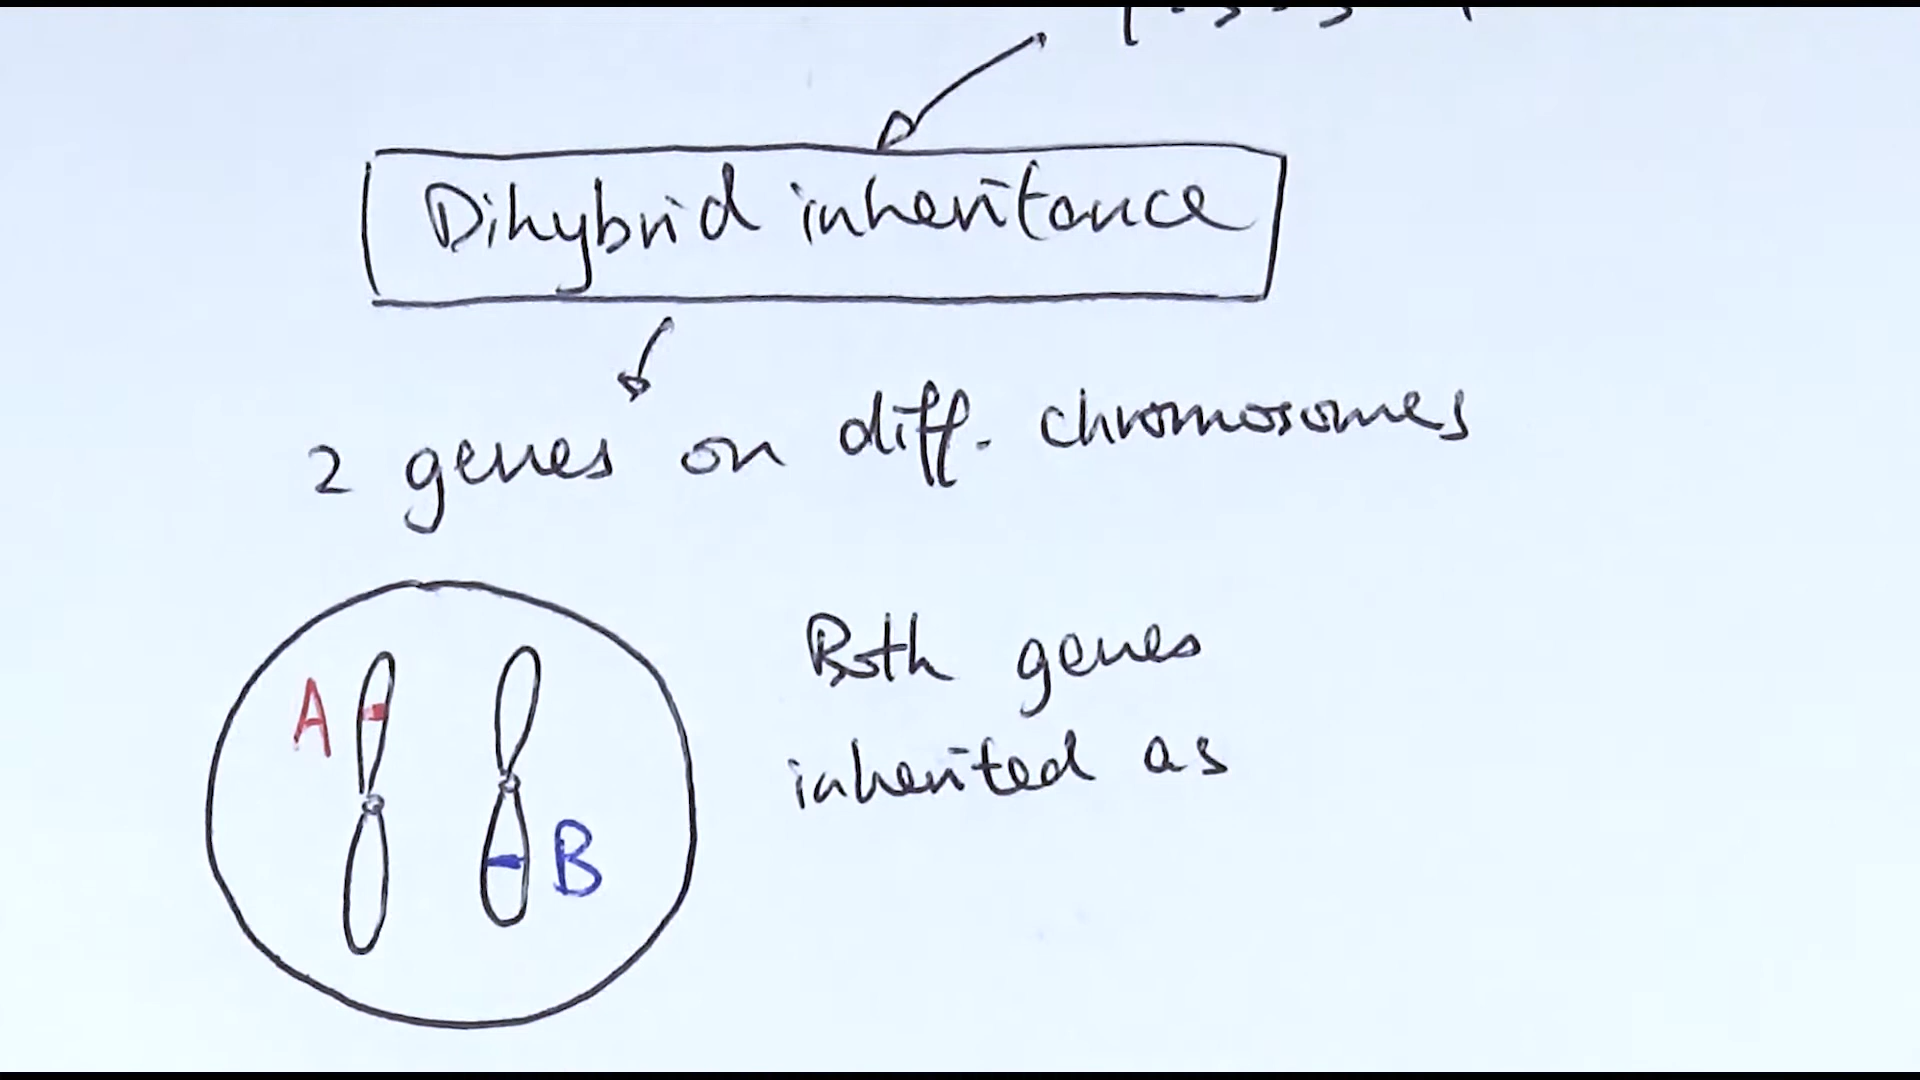 Dihybrid inheritance
2 genes on diff. chromosomes
Both genes
inherited as
A
B